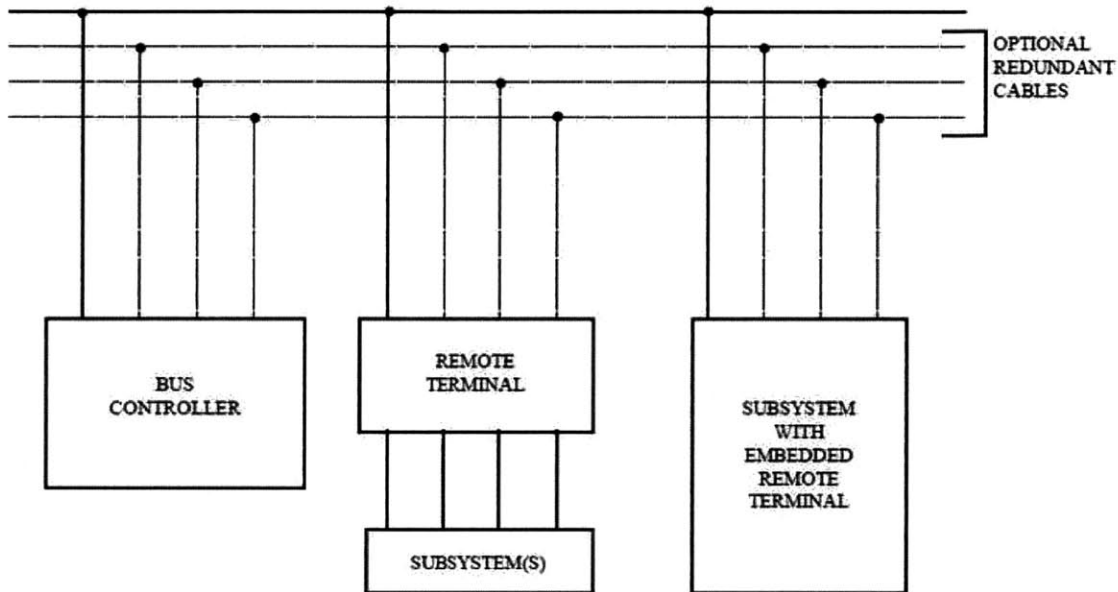 OPTIONAL
REDUNDANT
CABLES
BUS
CONTROLLER
REMOTE
TERMINAL
SUBSYSTEM(S)
SUBSYSTEM
WITH
EMBEDDED
REMOTE
TERMINAL